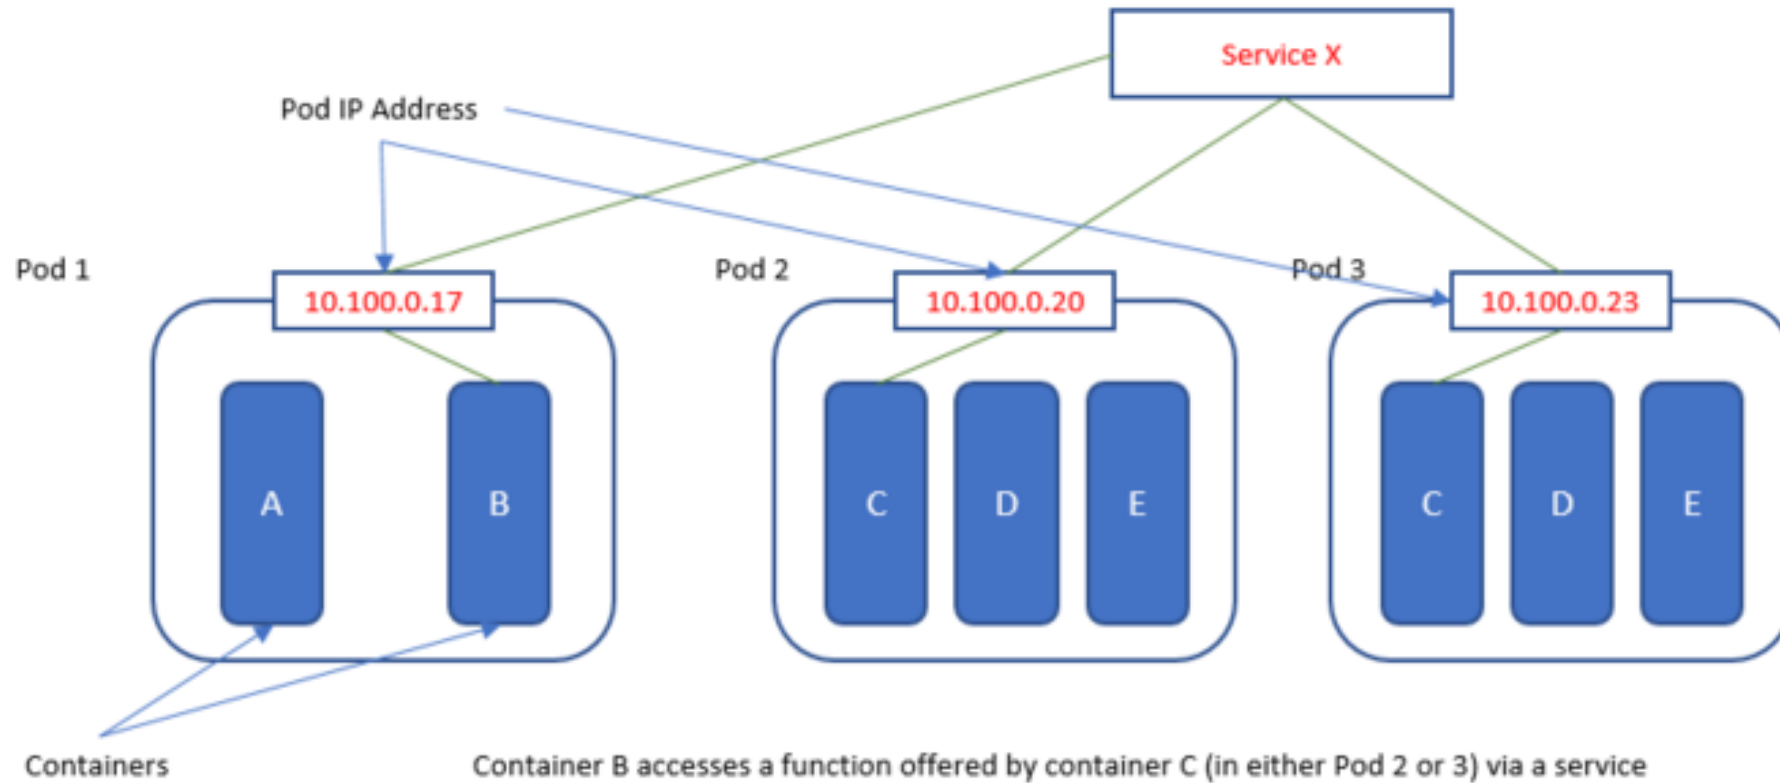 Service X
Pod IP Address
Pod 1
Pod 2
Pod 3
10.100.0.17
10.100.0.20
10.100.0.23
A
B
C
D
E
C
D
E
Containers
Container B accesses a function offered by container C (in either Pod 2 or 3) via a service